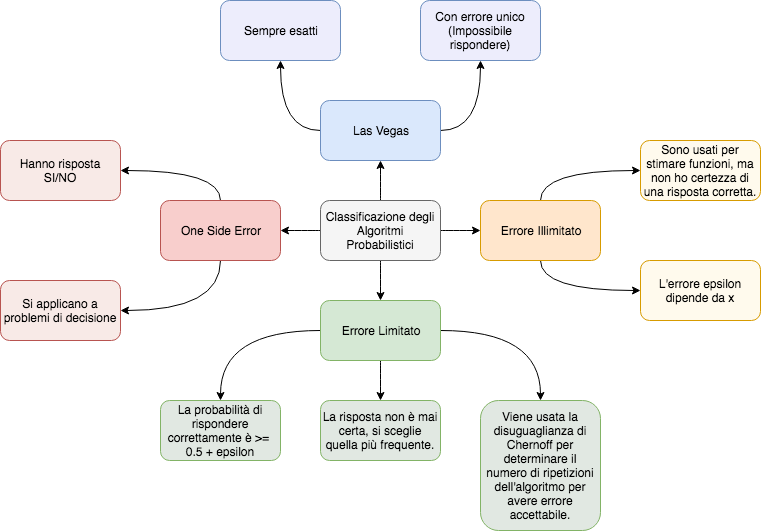 Sempre esatti
Con errore unico
(Impossibile
rispondere)
Las Vegas
Hanno risposta
SI/NO
Sono usati per
stimare funzioni, ma
non ho certezza di
una risposta corretta.
One Side Error
Classificazione degli
Algoritmi
Probabilistici
Errore Illimitato
Si applicano a
problemi di decisione
L'errore epsilon
dipende da x
Errore Limitato
La probabilità di
rispondere
correttamente è >=
0.5 + epsilon
La risposta non è mai
certa, si sceglie
quella più frequente.
Viene usata la
disuguaglianza di
Chernoff per
determinare il
numero di ripetizioni
dell'algoritmo per
avere errore
accettabile.